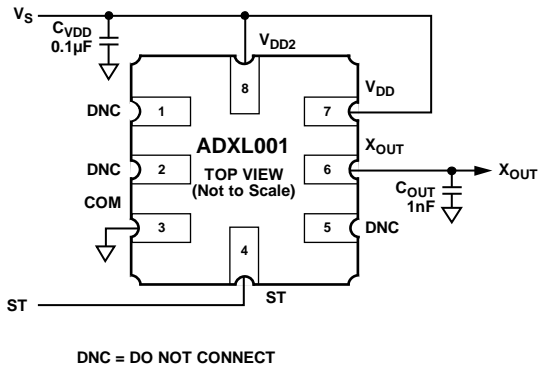 VS
CVDD
0.1µF
VDD2
8
VDD
DNC
1
7
ADXL001
XOUT
DNC
2
TOP VIEW
(Not to Scale)
6
XOUT
COM
COUT
1nF
3
5
DNC
4
ST
ST
DNC = DO NOT CONNECT